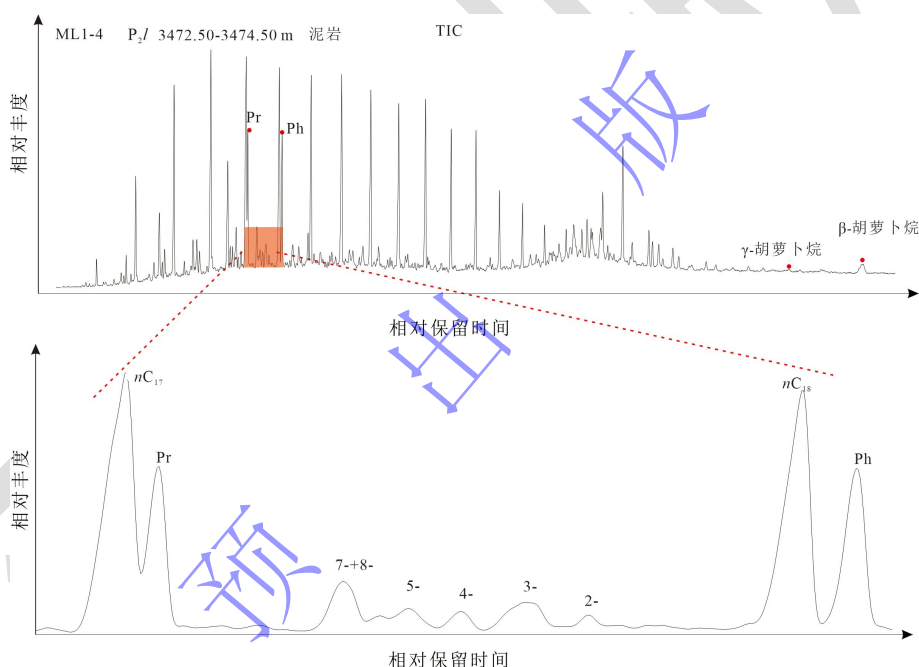 ML1-4 P₂l 3472.50-3474.50 m 泥岩 TIC
相对丰度
Pr
Ph
γ-胡萝卜烷
β-胡萝卜烷
相对保留时间
相对丰度
nC₁₇
Pr
7-+8-
5-
4-
3-
2-
nC₁₈
Ph
相对保留时间
预出版